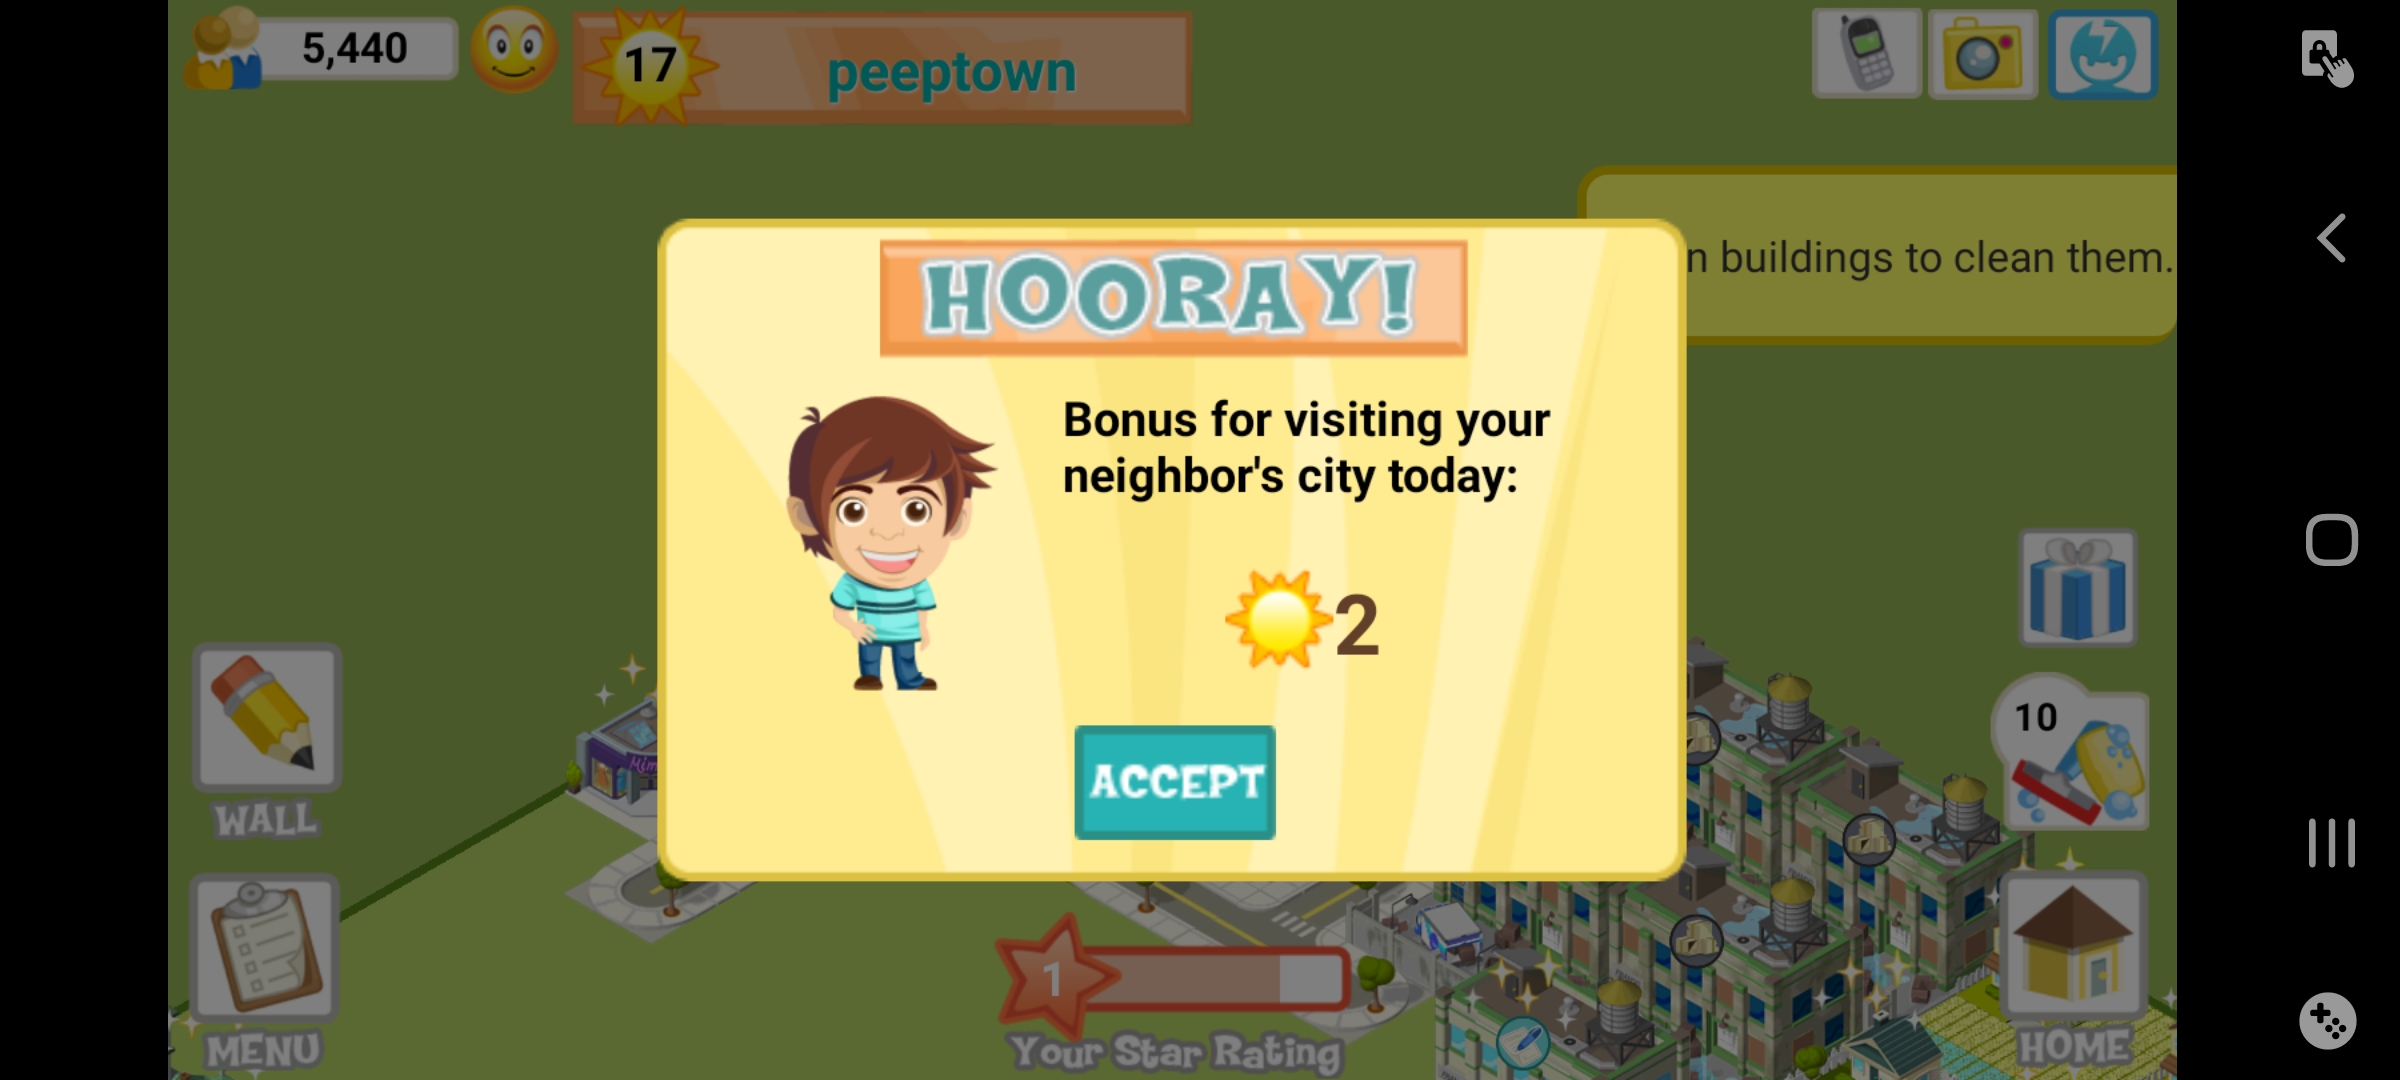 5,440
17
peeptown
n buildings to clean them.
HOORAY!
Bonus for visiting your
neighbor's city today:
2
ACCEPT
WALL
10
MENU
1
Your Star Rating
HOME